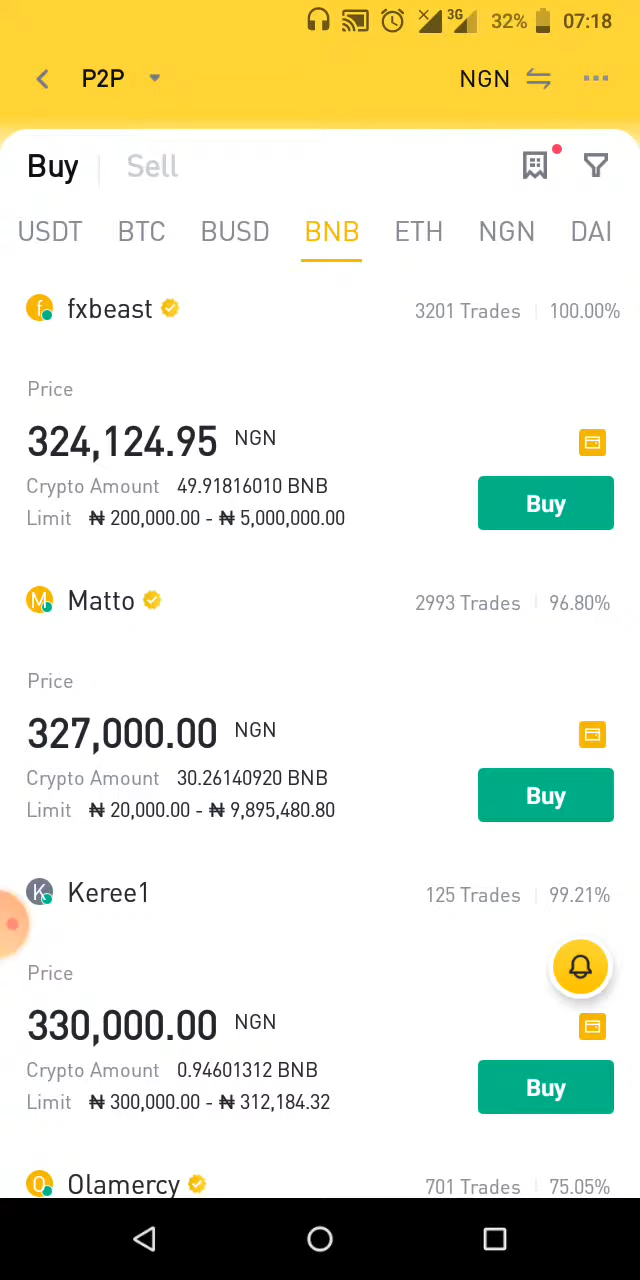 3G 32% 07:18
P2P NGN
Buy Sell
USDT BTC BUSD BNB ETH NGN DAI
f fxbeast 3201 Trades 100.00%
Price
324,124.95 NGN
Crypto Amount 49.91816010 BNB
Limit ₦ 200,000.00 - ₦ 5,000,000.00
Buy
M Matto 2993 Trades 96.80%
Price
327,000.00 NGN
Crypto Amount 30.26140920 BNB
Limit ₦ 20,000.00 - ₦ 9,895,480.80
Buy
K Keree1 125 Trades 99.21%
Price
330,000.00 NGN
Crypto Amount 0.94601312 BNB
Limit ₦ 300,000.00 - ₦ 312,184.32
Buy
O Olamercy 701 Trades 75.05%